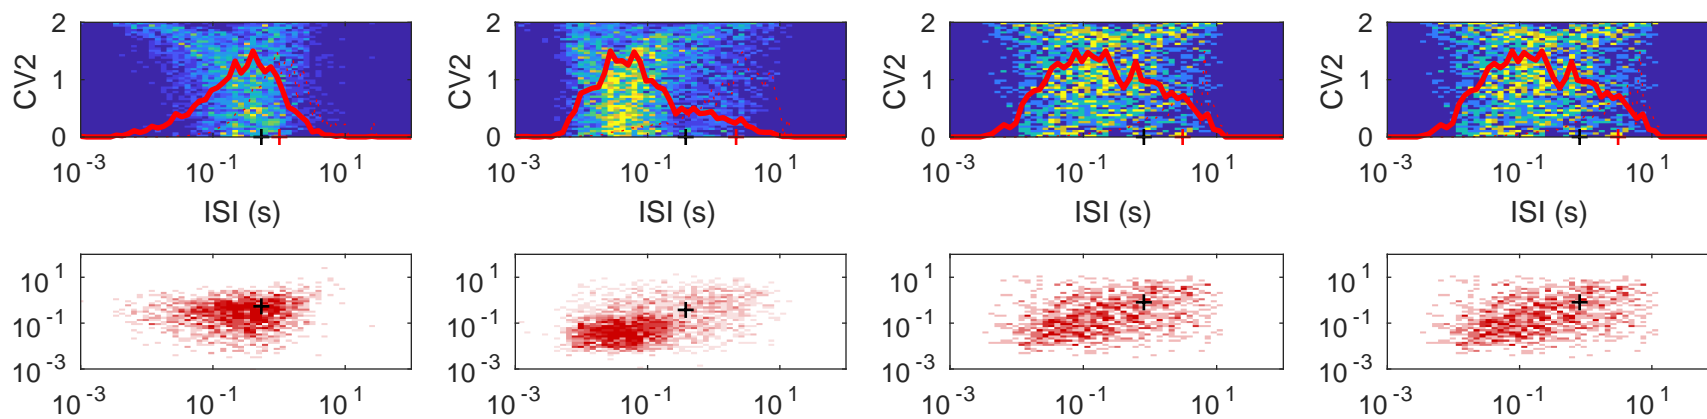 2 2 2 2
CV2 CV2 CV2 CV2
1 1 1 1
0 0 0 0
10^-3 10^-1 10^1 10^-3 10^-1 10^1 10^-3 10^-1 10^1 10^-3 10^-1 10^1
ISI (s) ISI (s) ISI (s) ISI (s)
10^1 10^1 10^1 10^1
10^-1 10^-1 10^-1 10^-1
10^-3 10^-3 10^-3 10^-3
10^-3 10^-1 10^1 10^-3 10^-1 10^1 10^-3 10^-1 10^1 10^-3 10^-1 10^1